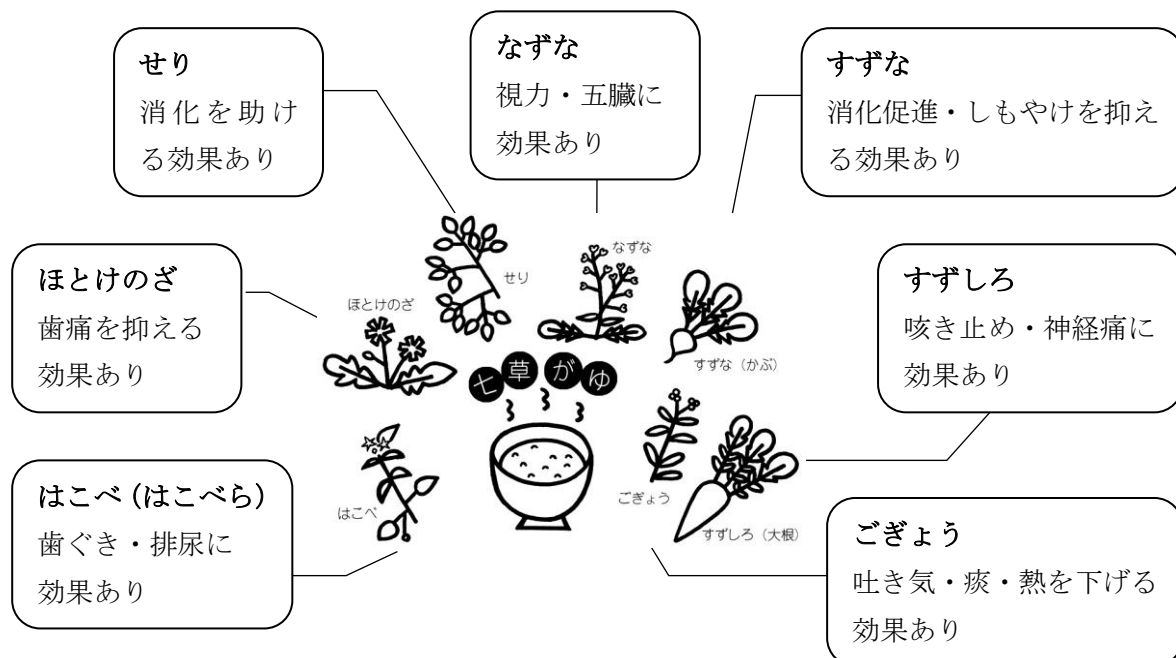 せり
消化を助け
る効果あり
なずな
視力・五臓に
効果あり
すずな
消化促進・しもやけを抑え
る効果あり
ほとけのざ
歯痛を抑える
効果あり
すずしろ
咳き止め・神経痛に
効果あり
はこべ(はこべら)
歯ぐき・排尿に
効果あり
ごぎょう
吐き気・痰・熱を下げる
効果あり
せり
なずな
ほとけのざ
すずな(かぶ)
七草がゆ
はこべ
ごぎょう
すずしろ(大根)